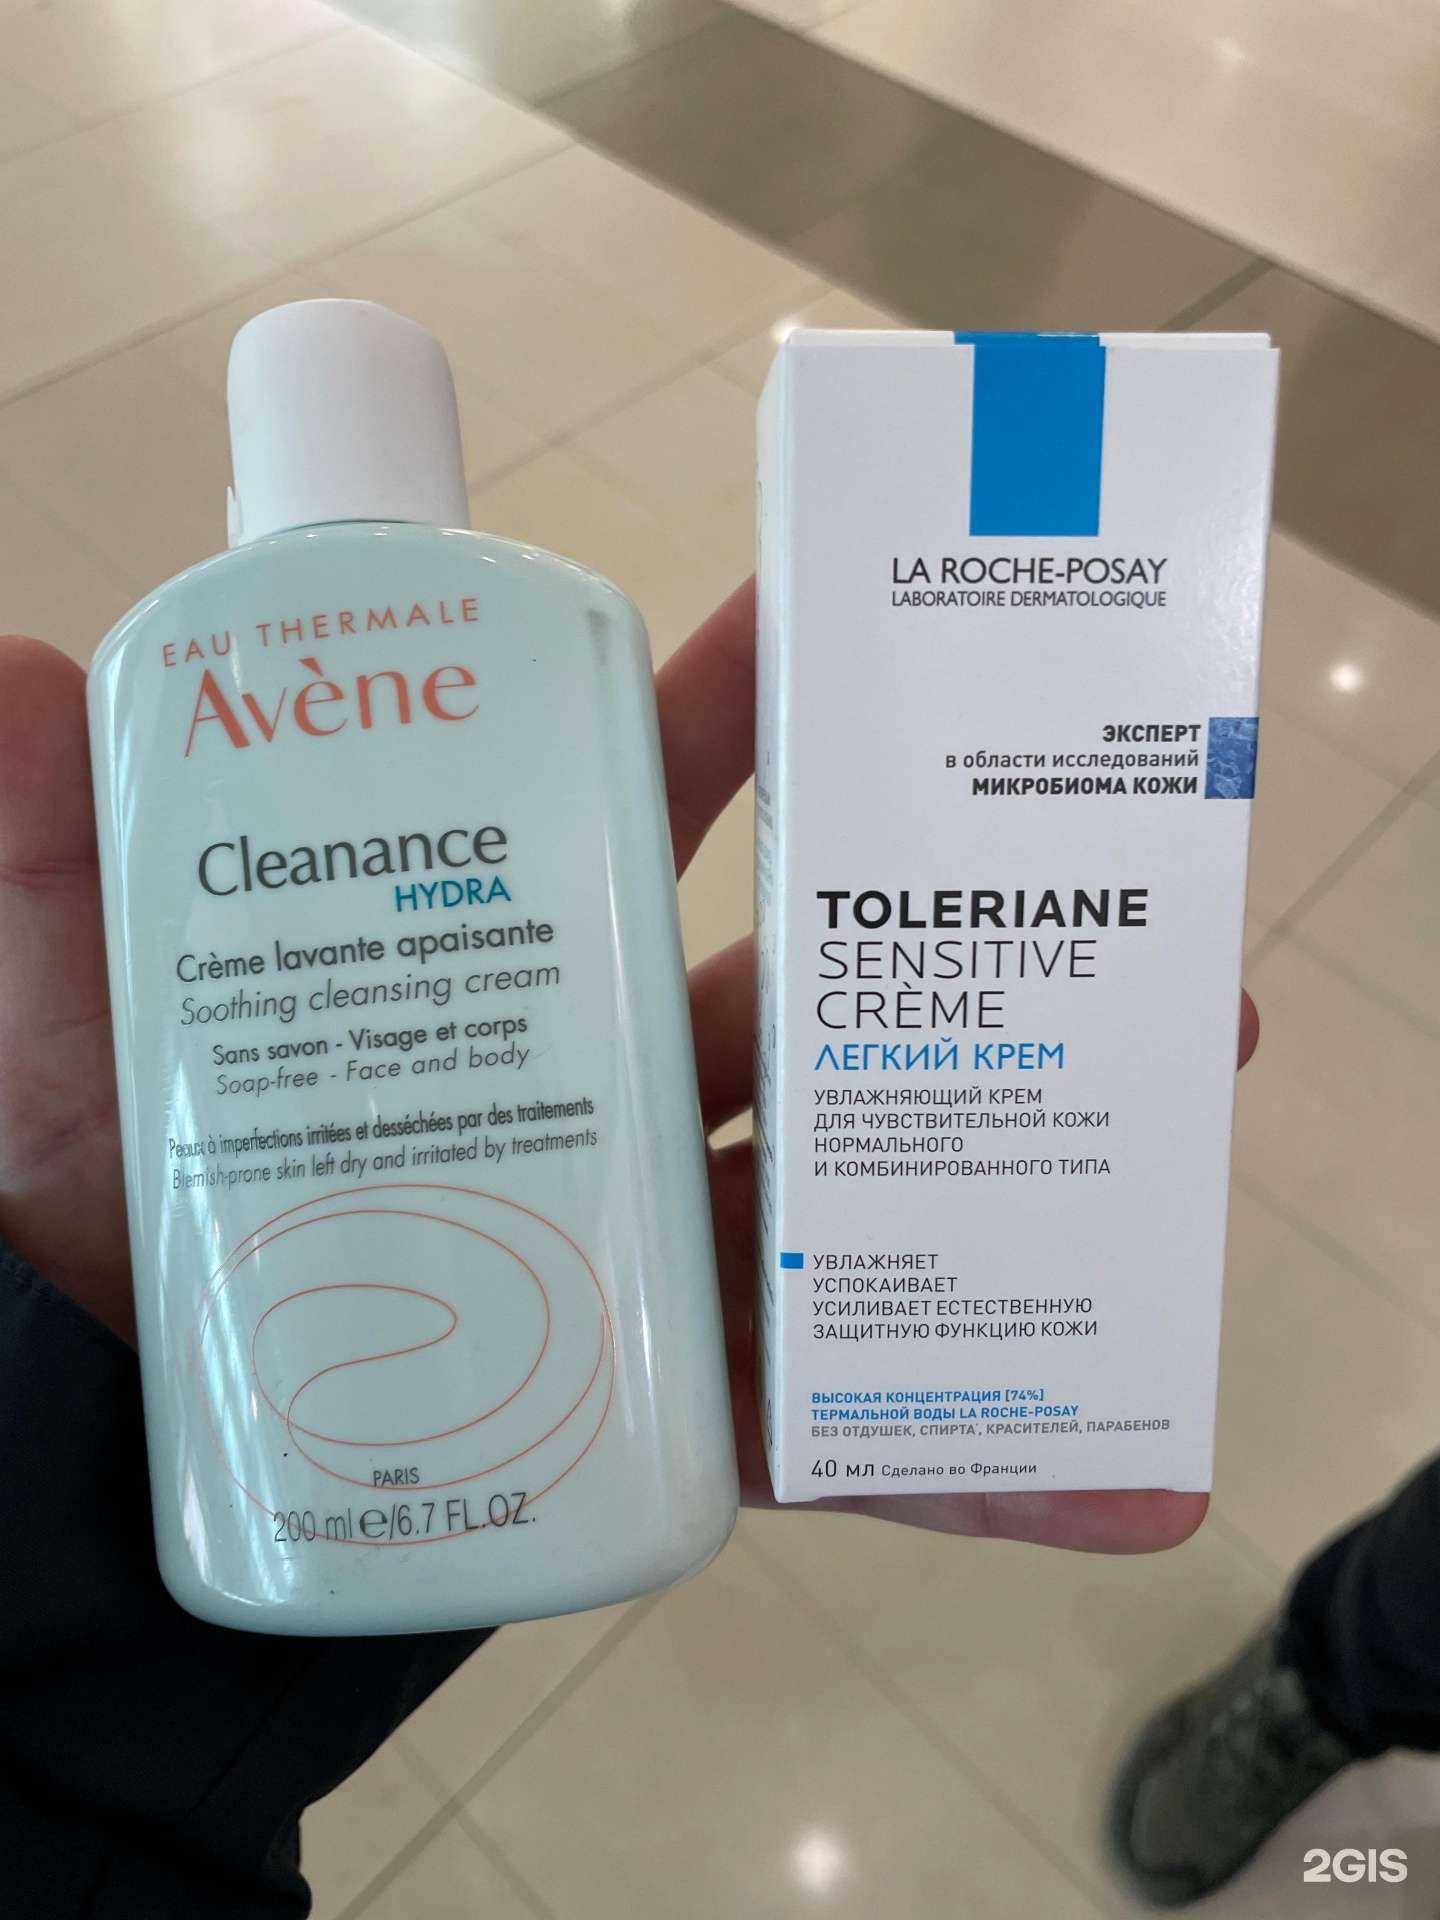 EAU THERMALE
Avène
Cleanance
HYDRA
Crème lavante apaisante
Soothing cleansing cream
Sans savon - Visage et corps
Soap-free - Face and body
Peaux à imperfections irritées et desséchées par des traitements
Blemish-prone skin left dry and irritated by treatments
PARIS
200 ml e/6.7 FL.OZ.
LA ROCHE-POSAY
LABORATOIRE DERMATOLOGIQUE
ЭКСПЕРТ
в области исследований
МИКРОБИОМА КОЖИ
TOLERIANE
SENSITIVE
CRÈME
ЛЕГКИЙ КРЕМ
УВЛАЖНЯЮЩИЙ КРЕМ
ДЛЯ ЧУВСТВИТЕЛЬНОЙ КОЖИ
НОРМАЛЬНОГО
И КОМБИНИРОВАННОГО ТИПА
УВЛАЖНЯЕТ
УСПОКАИВАЕТ
УСИЛИВАЕТ ЕСТЕСТВЕННУЮ
ЗАЩИТНУЮ ФУНКЦИЮ КОЖИ
ВЫСОКАЯ КОНЦЕНТРАЦИЯ [74%]
ТЕРМАЛЬНОЙ ВОДЫ LA ROCHE-POSAY
БЕЗ ОТДУШЕК, СПИРТА*, КРАСИТЕЛЕЙ, ПАРАБЕНОВ
40 МЛ Сделано во Франции
2GIS